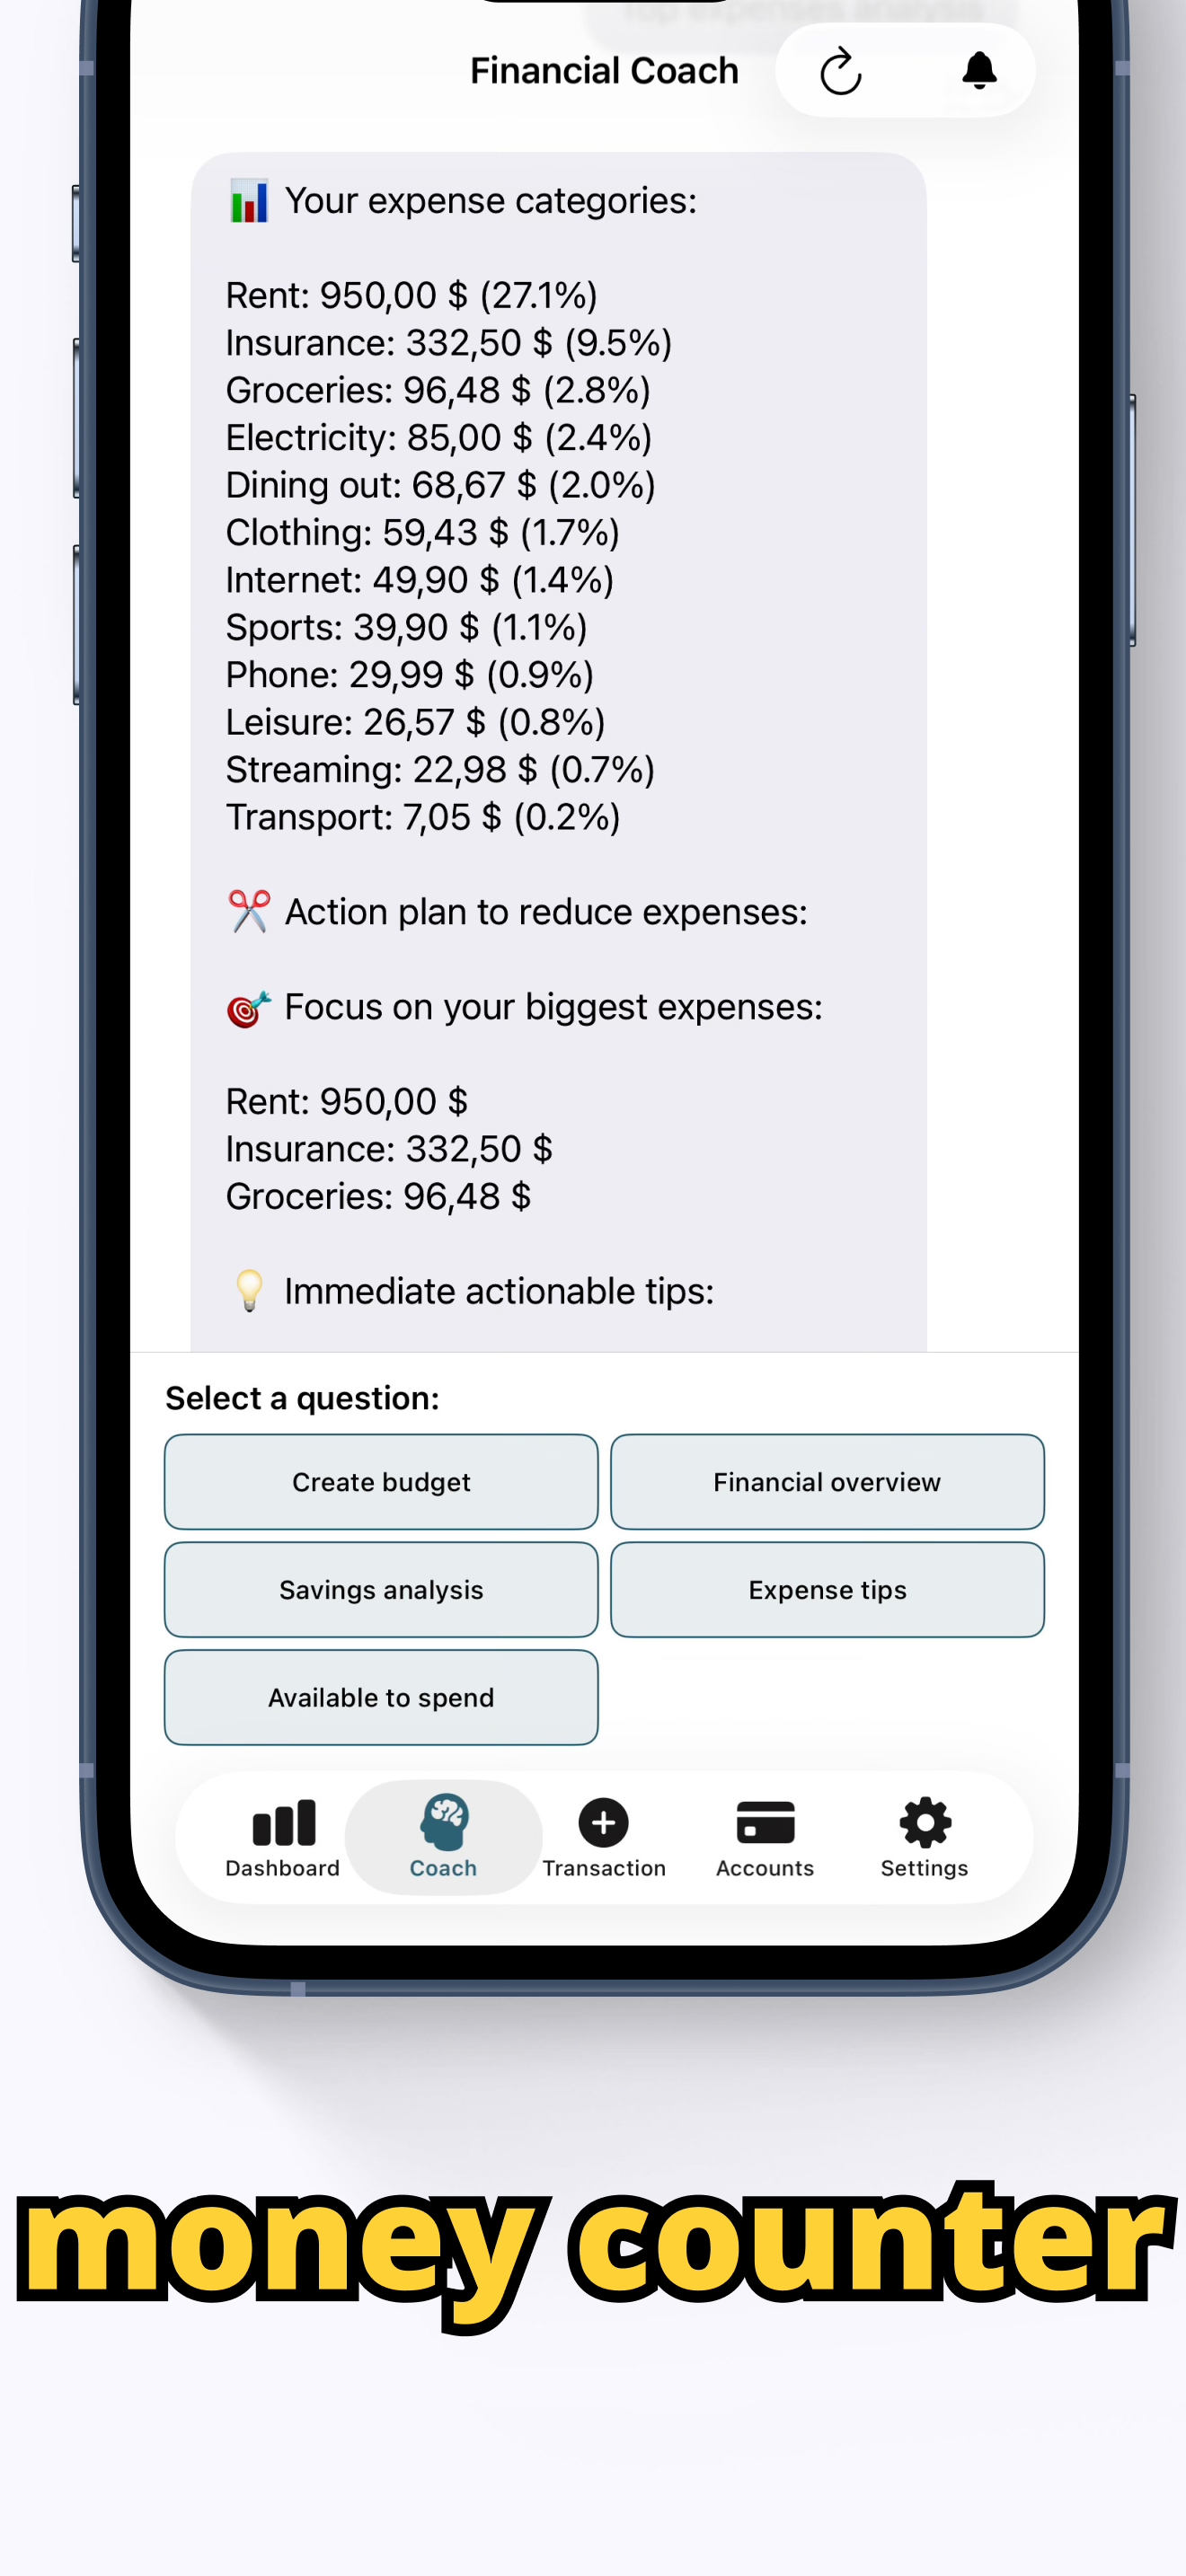 Top expenses analysis
Financial Coach
📊 Your expense categories:
Rent: 950,00 $ (27.1%)
Insurance: 332,50 $ (9.5%)
Groceries: 96,48 $ (2.8%)
Electricity: 85,00 $ (2.4%)
Dining out: 68,67 $ (2.0%)
Clothing: 59,43 $ (1.7%)
Internet: 49,90 $ (1.4%)
Sports: 39,90 $ (1.1%)
Phone: 29,99 $ (0.9%)
Leisure: 26,57 $ (0.8%)
Streaming: 22,98 $ (0.7%)
Transport: 7,05 $ (0.2%)
✂️ Action plan to reduce expenses:
🎯 Focus on your biggest expenses:
Rent: 950,00 $
Insurance: 332,50 $
Groceries: 96,48 $
💡 Immediate actionable tips:
Select a question:
Create budget
Financial overview
Savings analysis
Expense tips
Available to spend
Dashboard
Coach
Transaction
Accounts
Settings
money counter